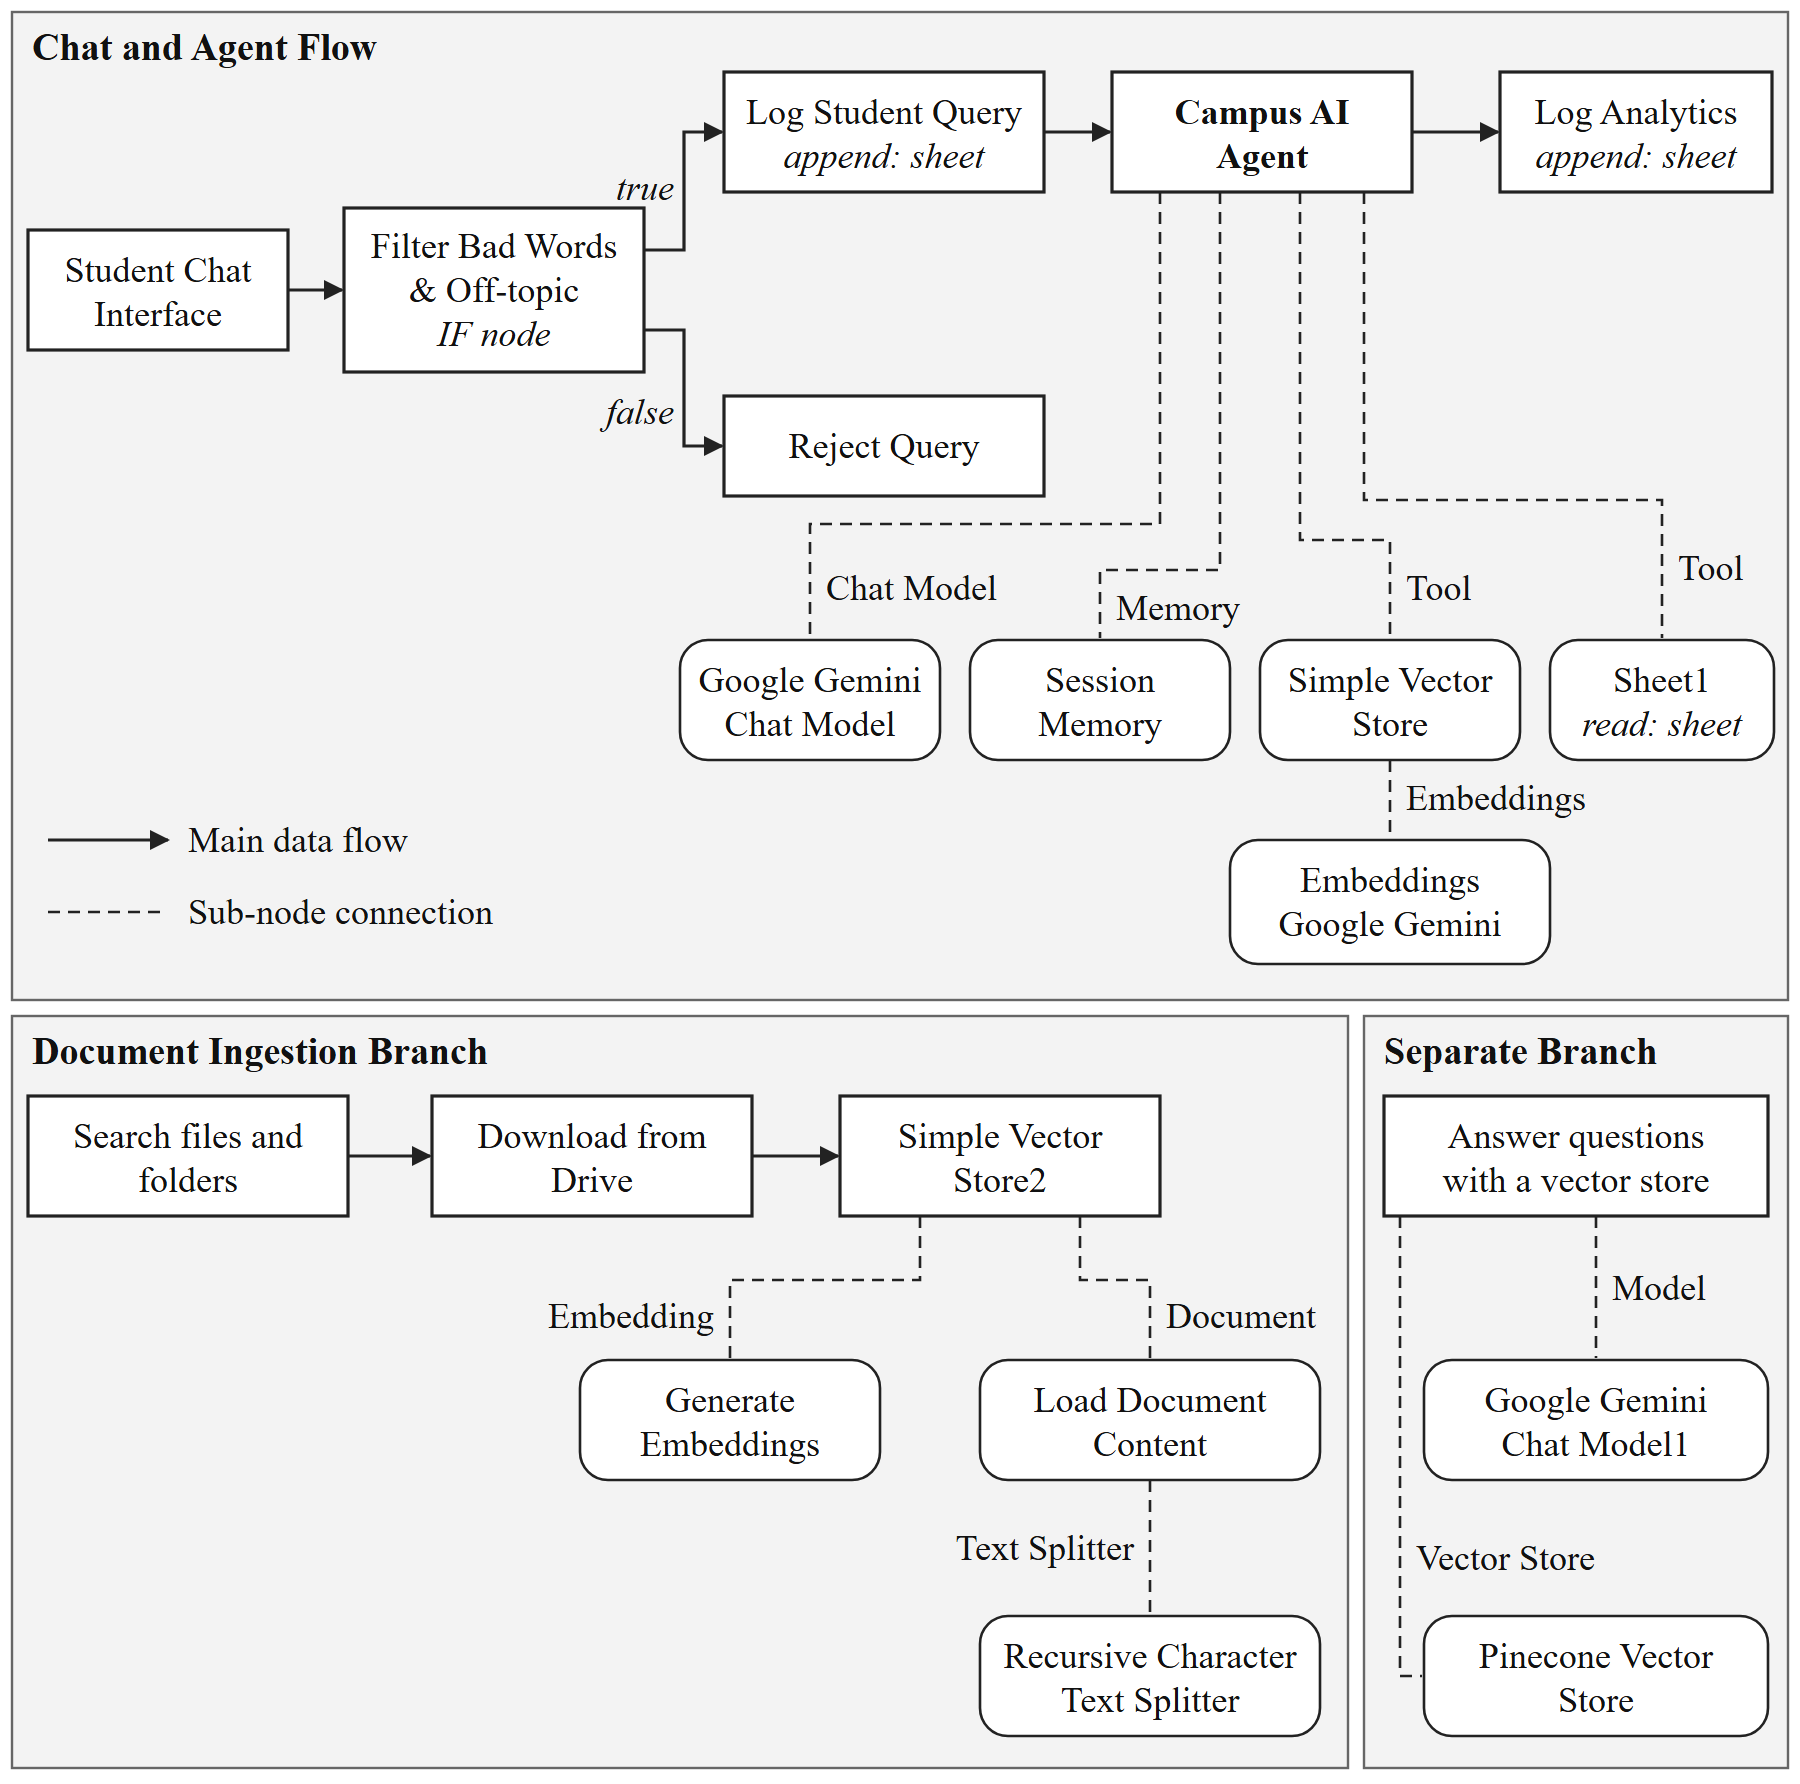 Chat and Agent Flow
Log Student Query
append: sheet
Campus AI
Agent
Log Analytics
append: sheet
true
Student Chat
Interface
Filter Bad Words
& Off-topic
IF node
false
Reject Query
Chat Model
Memory
Tool
Tool
Google Gemini
Chat Model
Session
Memory
Simple Vector
Store
Sheet1
read: sheet
Embeddings
Embeddings
Google Gemini
Main data flow
Sub-node connection
Document Ingestion Branch
Search files and
folders
Download from
Drive
Simple Vector
Store2
Embedding
Document
Generate
Embeddings
Load Document
Content
Text Splitter
Recursive Character
Text Splitter
Separate Branch
Answer questions
with a vector store
Model
Google Gemini
Chat Model1
Vector Store
Pinecone Vector
Store